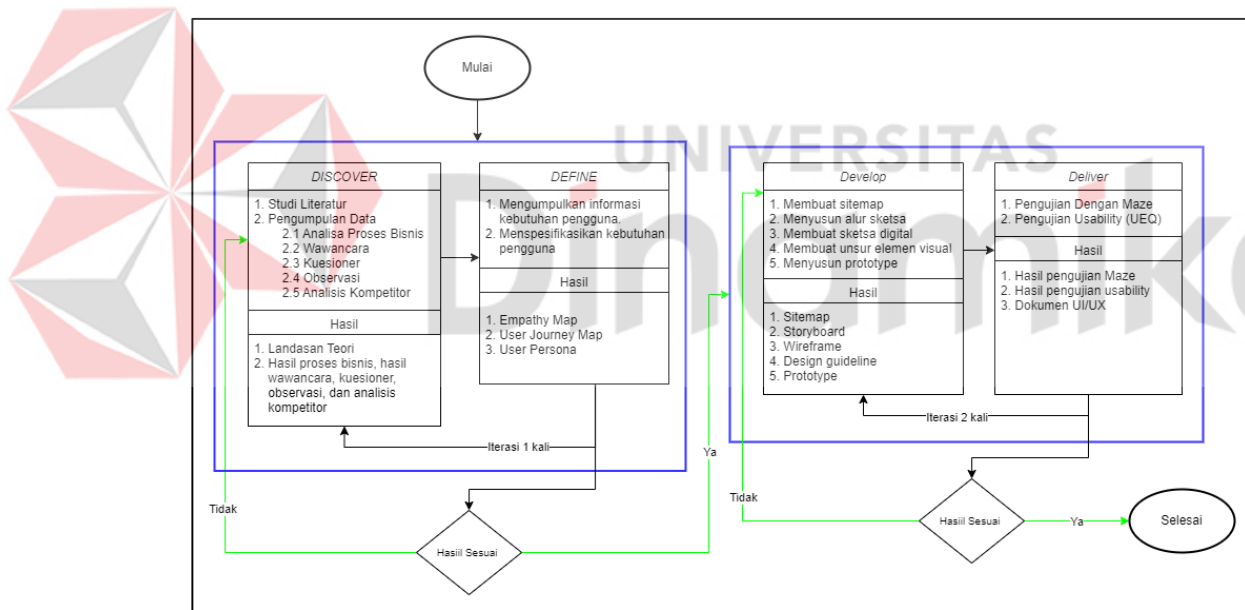 UNIVERSITAS
Dinamika
Mulai
DISCOVER
1. Studi Literatur
2. Pengumpulan Data
2.1 Analisa Proses Bisnis
2.2 Wawancara
2.3 Kuesioner
2.4 Observasi
2.5 Analisis Kompetitor
Hasil
1. Landasan Teori
2. Hasil proses bisnis, hasil
wawancara, kuesioner,
observasi, dan analisis
kompetitor
DEFINE
1. Mengumpulkan informasi
kebutuhan pengguna.
2. Menspesifikasikan kebutuhan
pengguna
Hasil
1. Empathy Map
2. User Journey Map
3. User Persona
Iterasi 1 kali
Tidak
Hasiil Sesuai
Ya
Develop
1. Membuat sitemap
2. Menyusun alur sketsa
3. Membuat sketsa digital
4. Membuat unsur elemen visual
5. Menyusun prototype
Hasil
1. Sitemap
2. Storyboard
3. Wireframe
4. Design guideline
5. Prototype
Deliver
1. Pengujian Dengan Maze
2. Pengujian Usability (UEQ)
Hasil
1. Hasil pengujian Maze
2. Hasil pengujian usability
3. Dokumen UI/UX
Iterasi 2 kali
Tidak
Hasiil Sesuai
Ya
Selesai